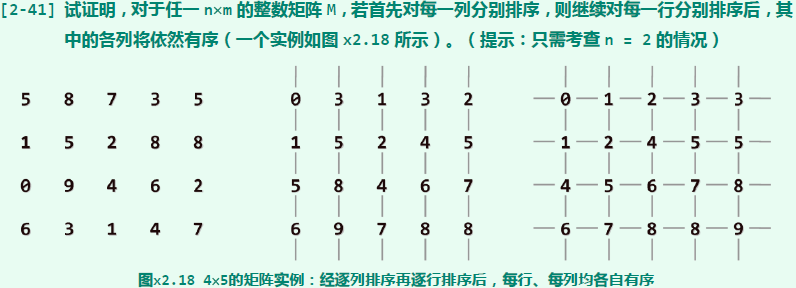 [2-41] 试证明，对于任一 n×m 的整数矩阵 M，若首先对每一列分别排序，则继续对每一行分别排序后，其
中的各列将依然有序（一个实例如图 x2.18 所示）。（ 提示：只需考查 n = 2 的情况 ）
5 8 7 3 5 0 3 1 3 2 0 1 2 3 3
1 5 2 8 8 1 5 2 4 5 1 2 4 5 5
0 9 4 6 2 5 8 4 6 7 4 5 6 7 8
6 3 1 4 7 6 9 7 8 8 6 7 8 8 9
图x2.18 4x5的矩阵实例：经逐列排序再逐行排序后，每行、每列均各自有序